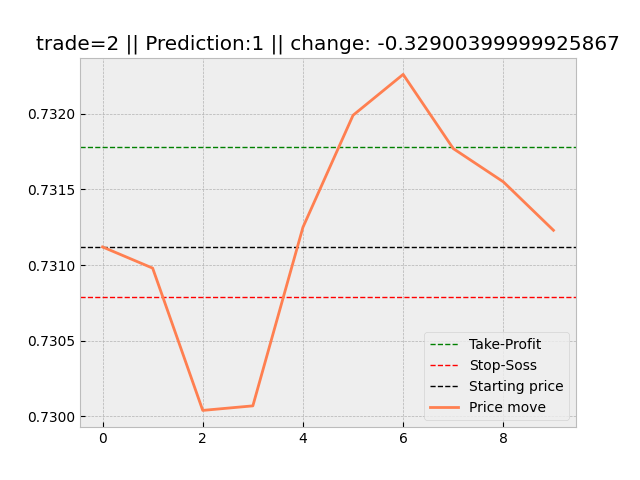 trade=2 || Prediction:1 || change: -0.32900399999925867
0.7320
0.7315
0.7310
0.7305
0.7300
0 2 4 6 8
Take-Profit
Stop-Soss
Starting price
Price move